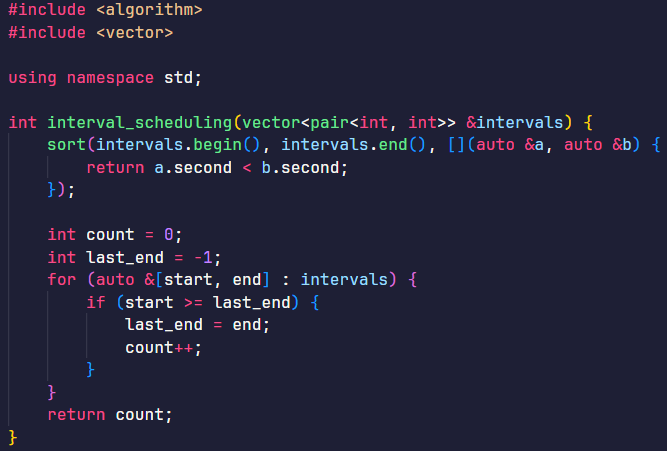 #include <algorithm>
#include <vector>

using namespace std;

int interval_scheduling(vector<pair<int, int>> &intervals) {
    sort(intervals.begin(), intervals.end(), [](auto &a, auto &b) {
        return a.second < b.second;
    });

    int count = 0;
    int last_end = -1;
    for (auto &[start, end] : intervals) {
        if (start >= last_end) {
            last_end = end;
            count++;
        }
    }
    return count;
}